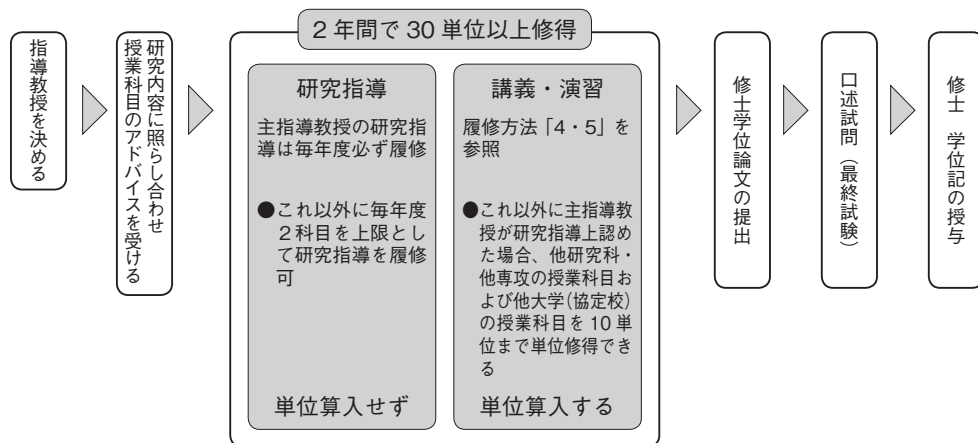 指導教授を決める
研究内容に照らし合わせ
授業科目のアドバイスを受ける
2年間で30単位以上修得
研究指導
主指導教授の研究指
導は毎年度必ず履修
●これ以外に毎年度
2科目を上限とし
て研究指導を履修
可
単位算入せず
講義・演習
履修方法「4・5」を
参照
●これ以外に主指導教
授が研究指導上認め
た場合、他研究科・
他専攻の授業科目お
よび他大学(協定校)
の授業科目を10単
位まで単位修得でき
る
単位算入する
修士学位論文の提出
口述試問(最終試験)
修士 学位記の授与